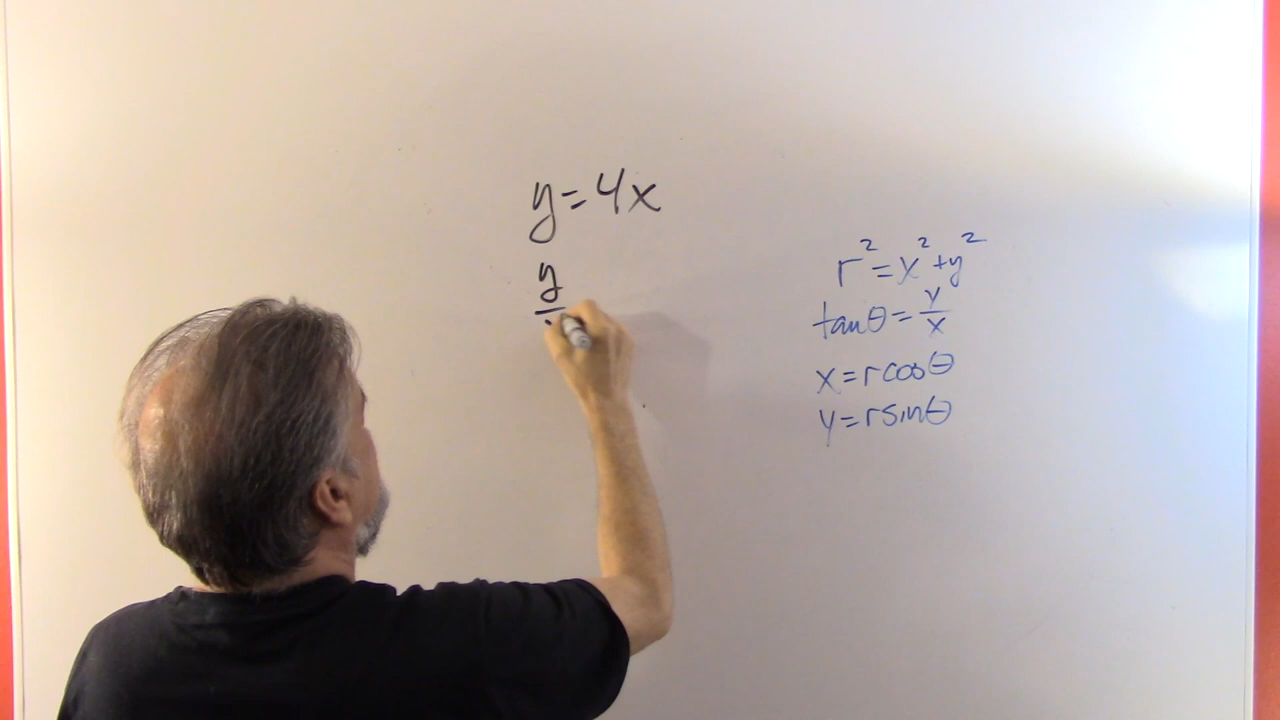 y=4x
y
r²=x²+y²
tanθ=y/x
x=rcosθ
y=rsinθ